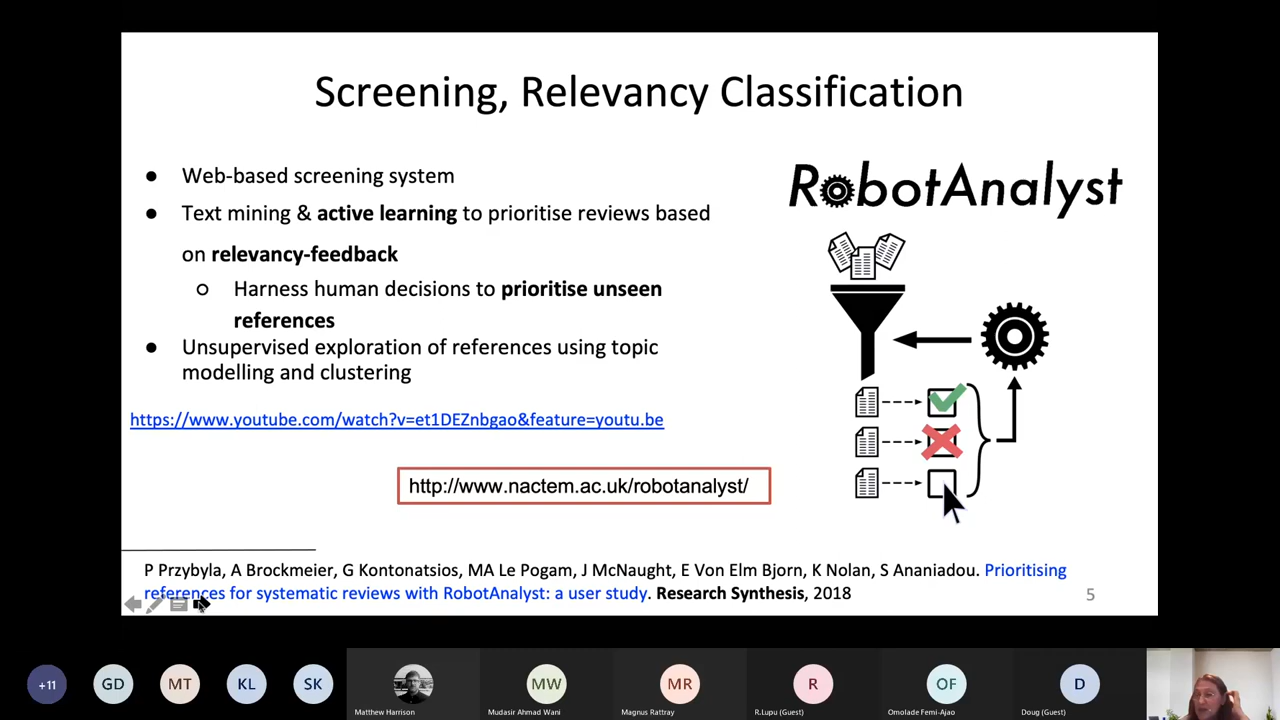 Screening, Relevancy Classification
● Web-based screening system
● Text mining & active learning to prioritise reviews based
on relevancy-feedback
○ Harness human decisions to prioritise unseen
references
● Unsupervised exploration of references using topic
modelling and clustering
https://www.youtube.com/watch?v=et1DEZnbgao&feature=youtu.be
http://www.nactem.ac.uk/robotanalyst/
RobotAnalyst
P Przybyla, A Brockmeier, G Kontonatsios, MA Le Pogam, J McNaught, E Von Elm Bjorn, K Nolan, S Ananiadou. Prioritising
references for systematic reviews with RobotAnalyst: a user study. Research Synthesis, 2018
5
+11
GD
MT
KL
SK
Matthew Harrison
MW
Mudasir Ahmad Wani
MR
Magnus Rattray
R
R.Lupu (Guest)
OF
Omolade Femi-Ajao
D
Doug (Guest)